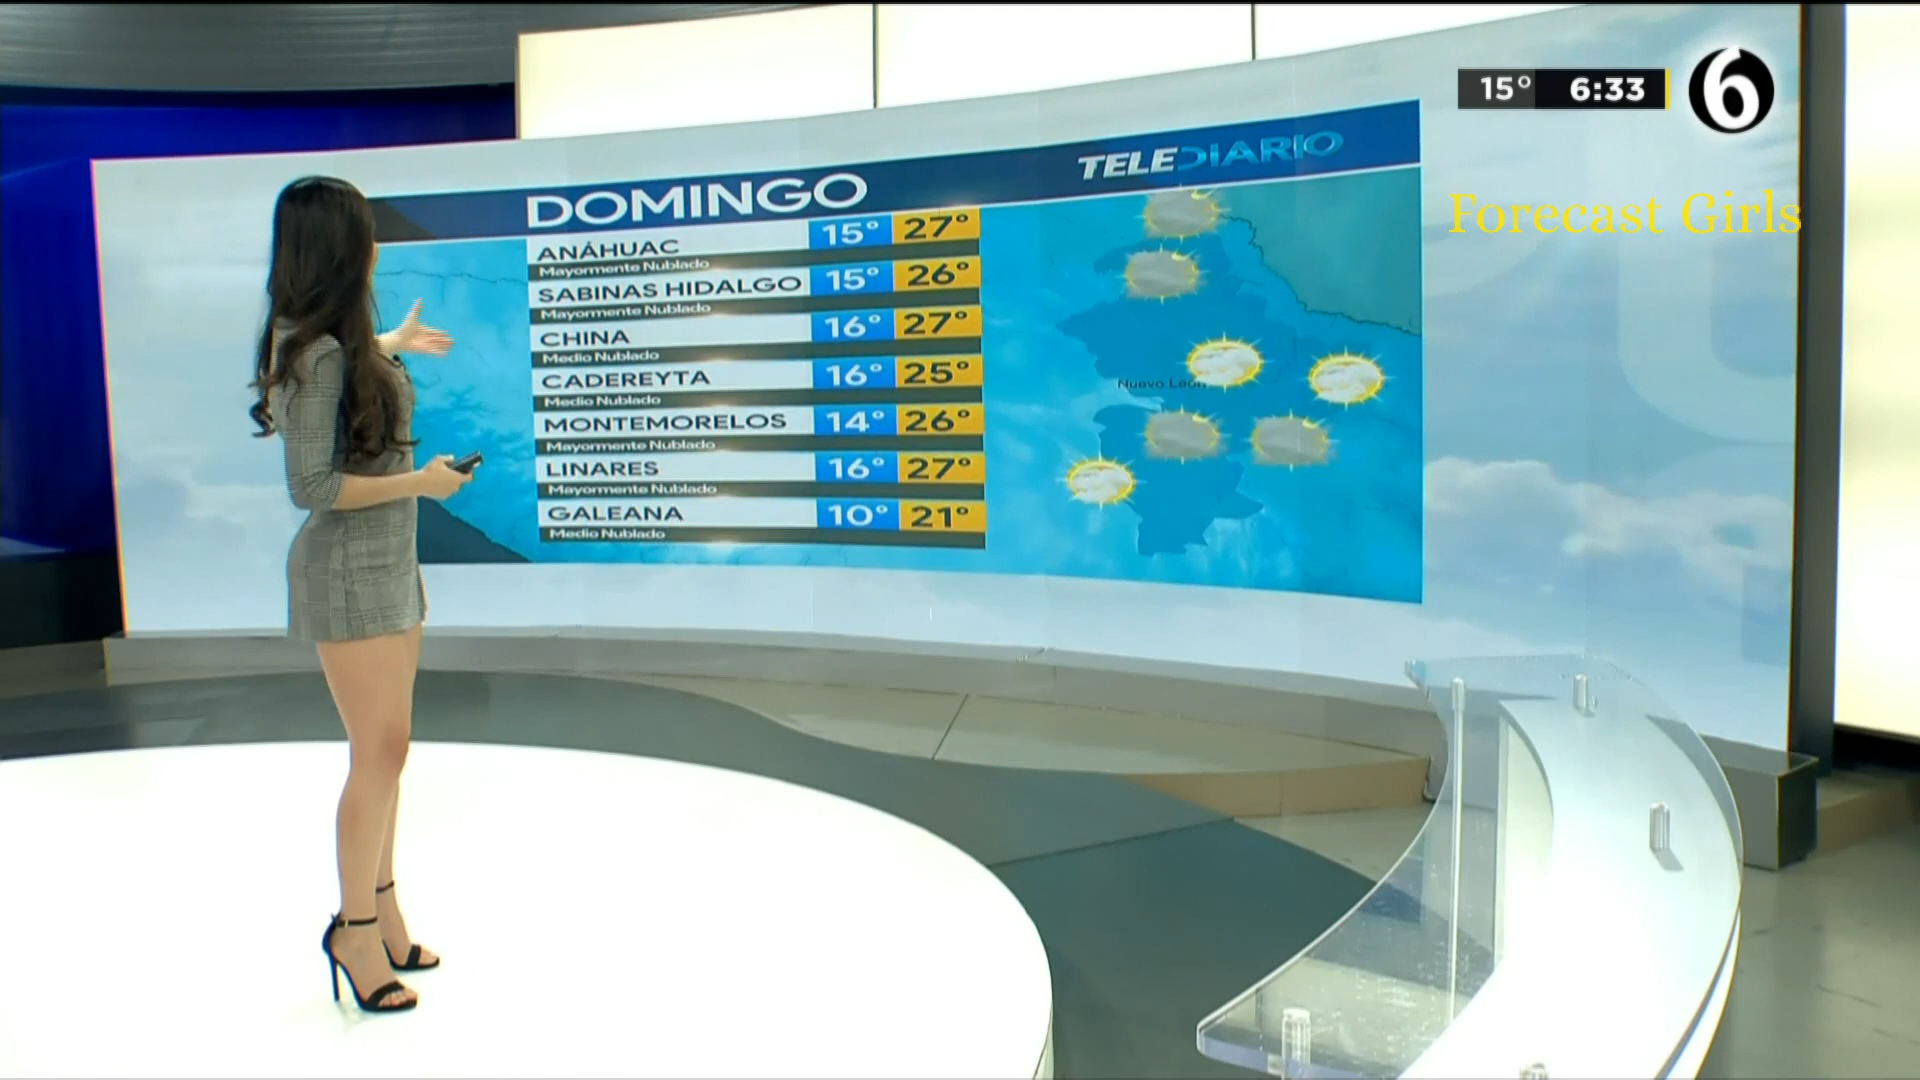 15° 6:33 6
TELEDIARIO
Forecast Girls
DOMINGO
ANÁHUAC 15° 27°
Mayormente Nublado
SABINAS HIDALGO 15° 26°
Mayormente Nublado
CHINA 16° 27°
Medio Nublado
CADEREYTA 16° 25°
Medio Nublado
MONTEMORELOS 14° 26°
Mayormente Nublado
LINARES 16° 27°
Mayormente Nublado
GALEANA 10° 21°
Medio Nublado
Nuevo León